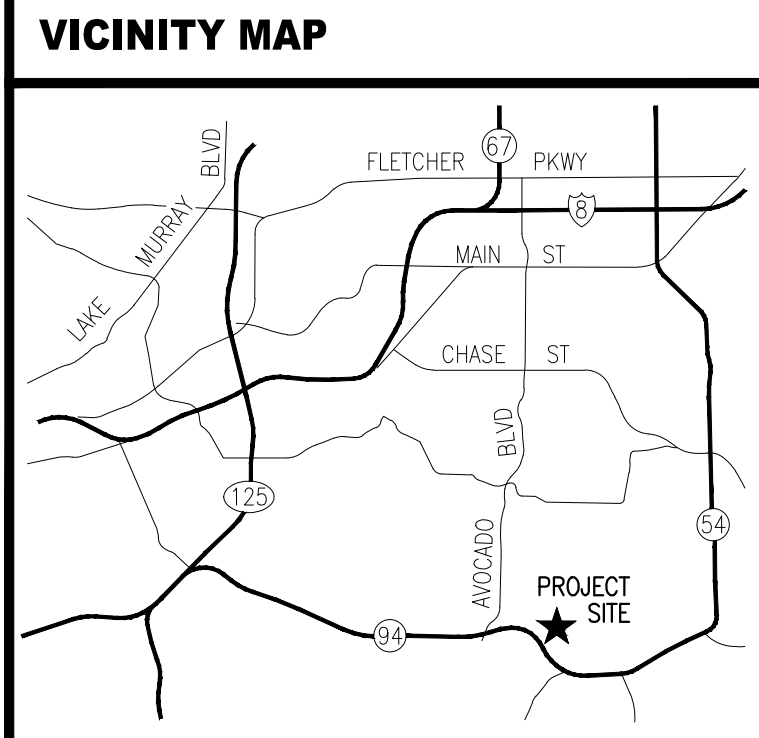 VICINITY MAP
67
FLETCHER PKWY
BLVD
8
MURRAY
MAIN ST
LAKE
CHASE ST
BLVD
125
54
AVOCADO
PROJECT
SITE
94